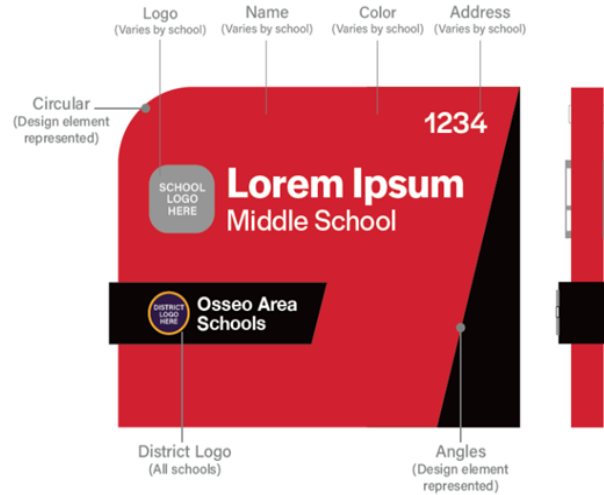 Logo
(Varies by school)
Name
(Varies by school)
Color
(Varies by school)
Address
(Varies by school)
Circular
(Design element
represented)
1234
SCHOOL
LOGO
HERE
Lorem Ipsum
Middle School
DISTRICT
LOGO
HERE
Osseo Area
Schools
District Logo
(All schools)
Angles
(Design element
represented)